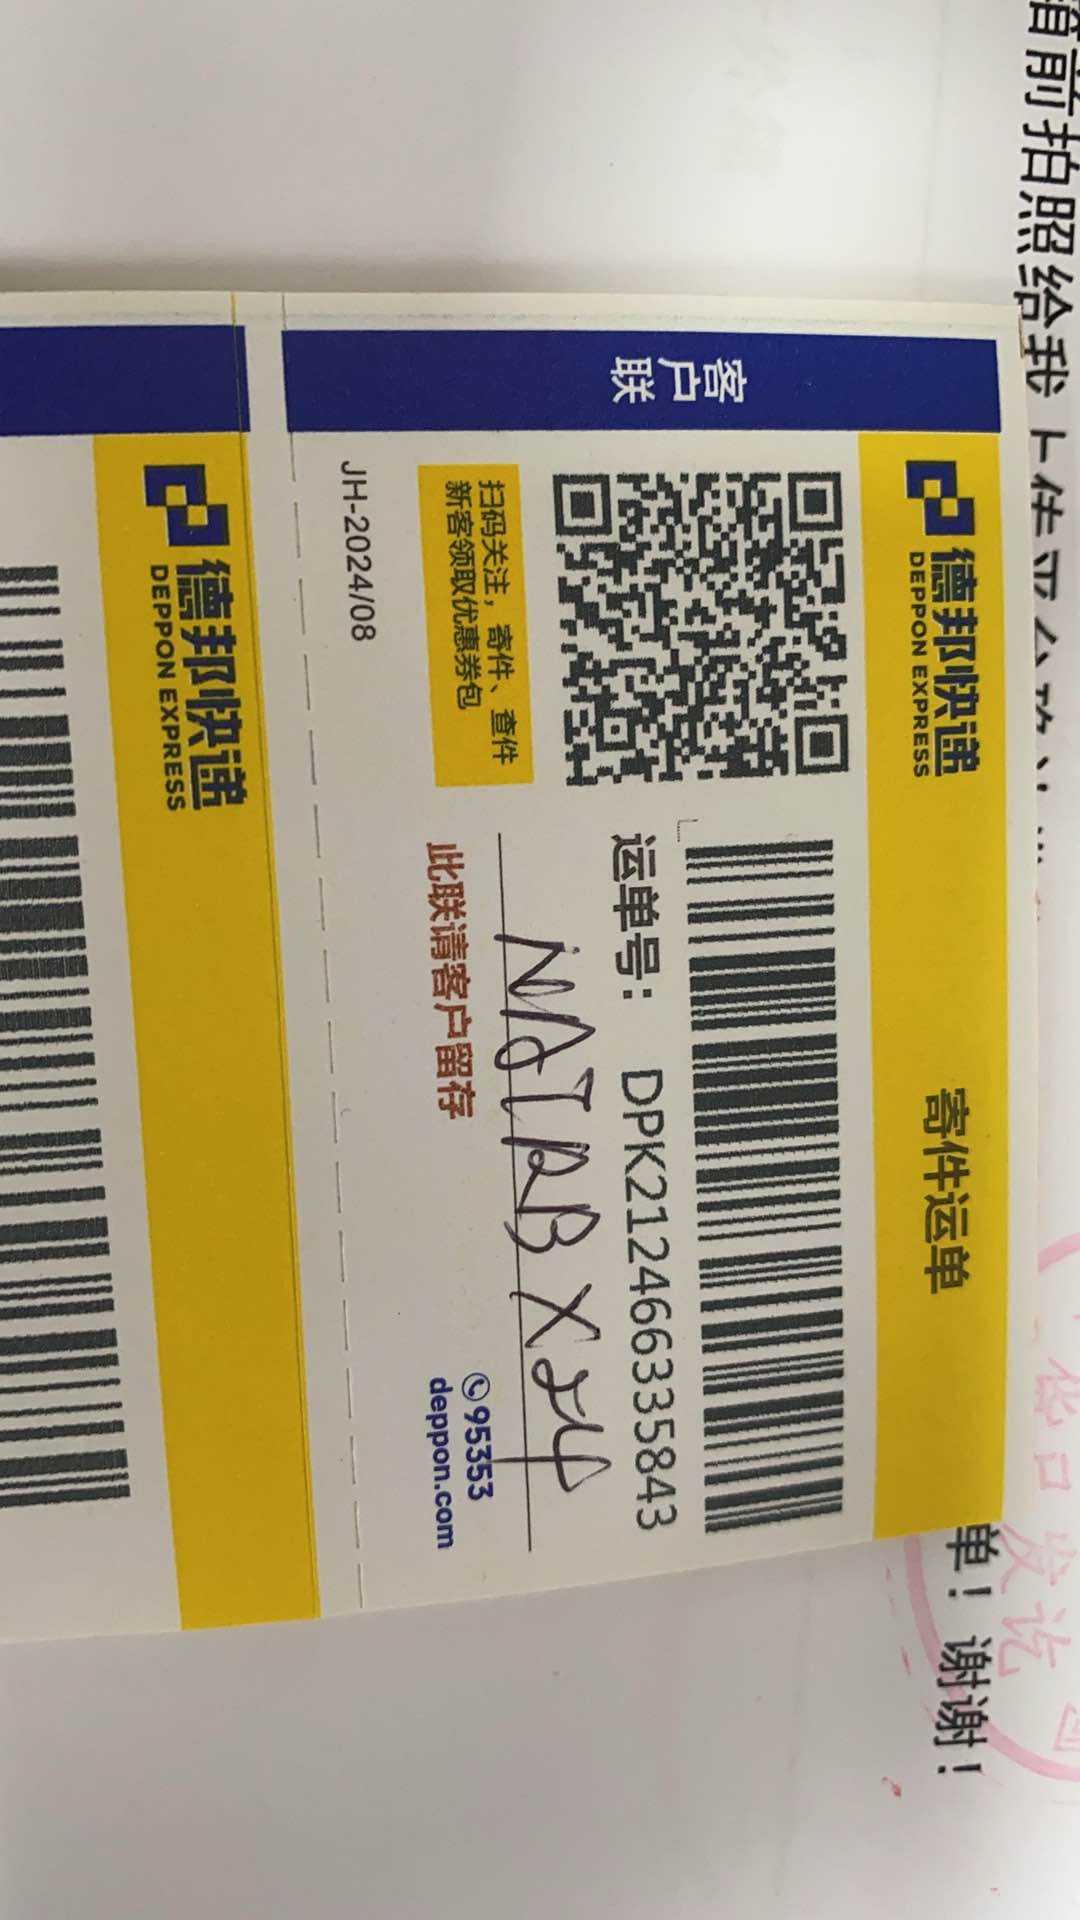 客户联
德邦快递
DEPPON EXPRESS
寄件运单
运单号: DPK212466335843
扫码关注，寄件、查件
新客领取优惠券包
此联请客户留存
95353
deppon.com
JH-2024/08
德邦快递
DEPPON EXPRESS
前拍照给我
单！谢谢！